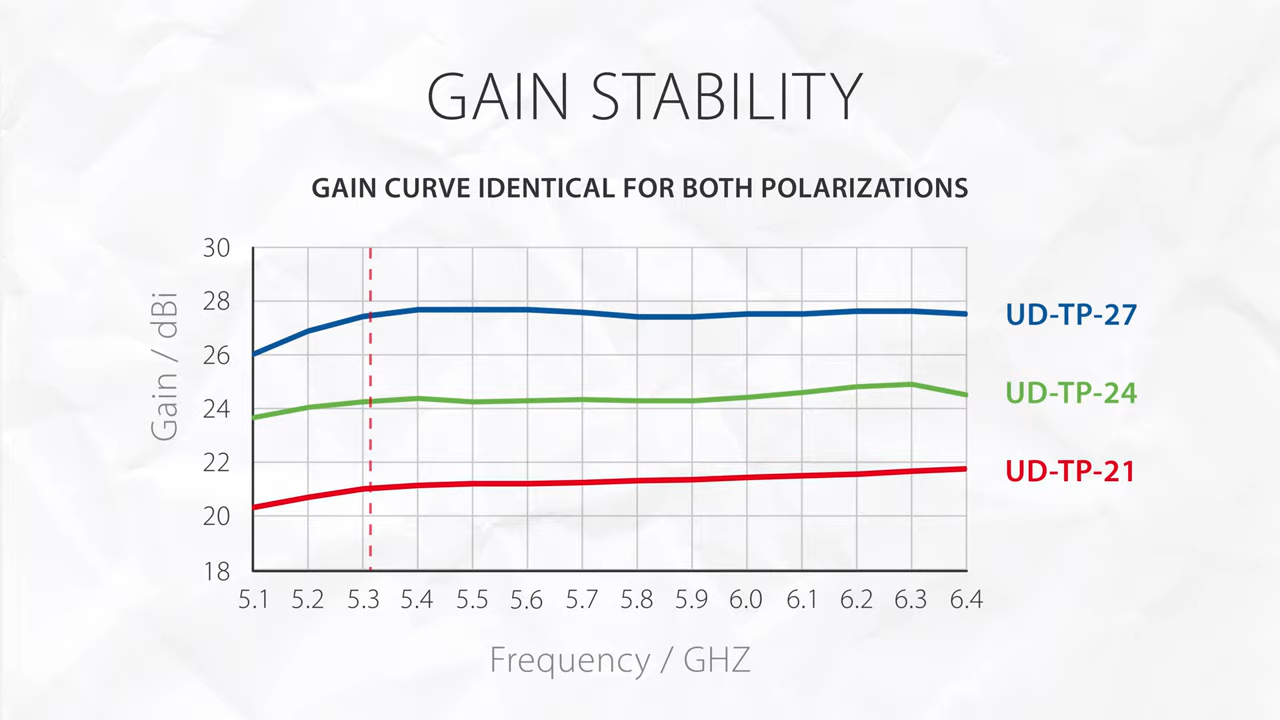 GAIN STABILITY
GAIN CURVE IDENTICAL FOR BOTH POLARIZATIONS
Gain / dBi
30
28
26
24
22
20
18
UD-TP-27
UD-TP-24
UD-TP-21
5.1 5.2 5.3 5.4 5.5 5.6 5.7 5.8 5.9 6.0 6.1 6.2 6.3 6.4
Frequency / GHZ